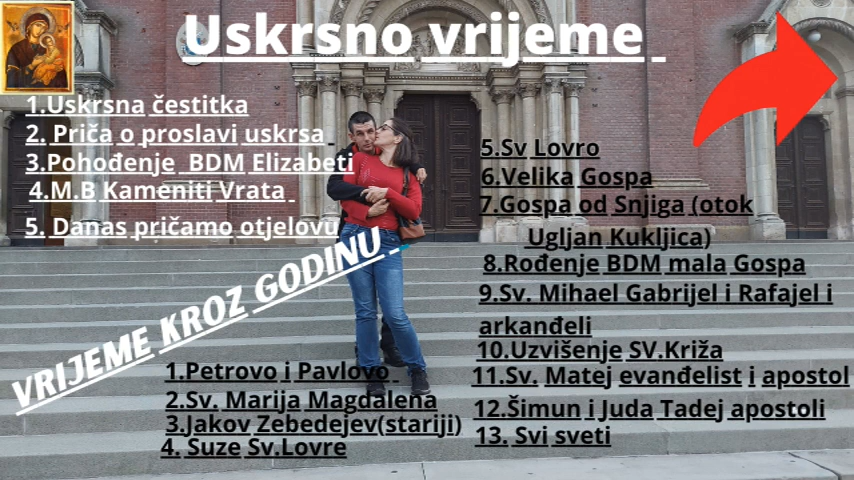 Uskrsno vrijeme
1.Uskrsna čestitka
2. Priča o proslavi uskrsa
3.Pohođenje BDM Elizabeti
4.M.B Kameniti Vrata
5. Danas pričamo otjelovu
VRIJEME KROZ GODINU -
1.Petrovo i Pavlovo
2.Sv. Marija Magdalena
3.Jakov Zebedejev(stariji)
4. Suze Sv.Lovre
5.Sv Lovro
6.Velika Gospa
7.Gospa od Snjiga (otok
Ugljan Kukljica)
8.Rođenje BDM mala Gospa
9.Sv. Mihael Gabrijel i Rafajel i
arkanđeli
10.Uzvišenje SV.Križa
11.Sv. Matej evanđelist i apostol
12.Šimun i Juda Tadej apostoli
13. Svi sveti